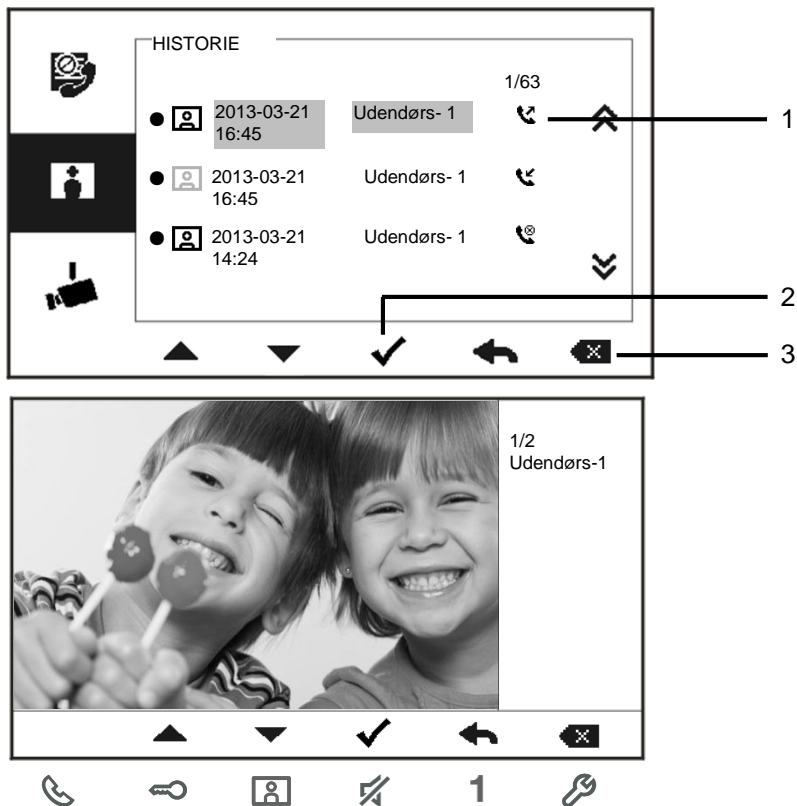 HISTORIE
1/63
2013-03-21 Udendørs- 1
16:45
1
2013-03-21 Udendørs- 1
16:45
2013-03-21 Udendørs- 1
14:24
2
3
1/2
Udendørs-1
1